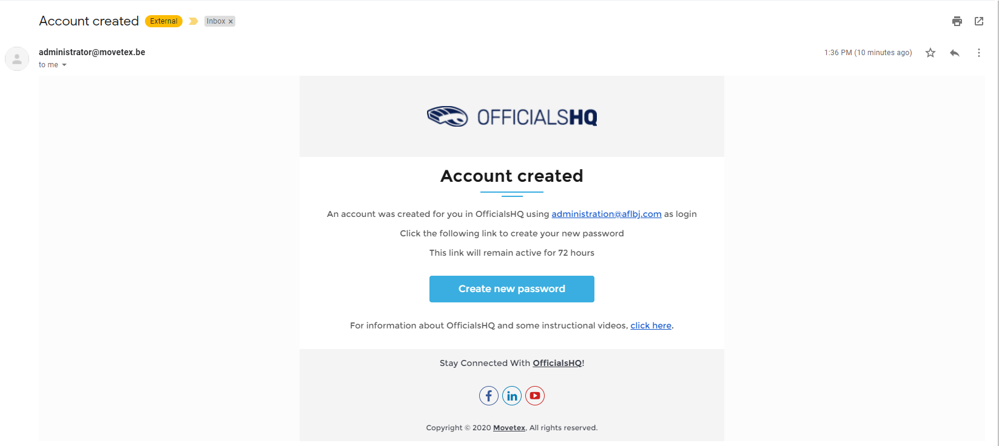 Account created External Inbox ×
administrator@movetex.be 1:36 PM (10 minutes ago)
to me
OFFICIALSHQ
Account created
An account was created for you in OfficialsHQ using administration@aflbj.com as login
Click the following link to create your new password
This link will remain active for 72 hours
Create new password
For information about OfficialsHQ and some instructional videos, click here.
Stay Connected With OfficialsHQ!
f in
Copyright © 2020 Movetex, All rights reserved.